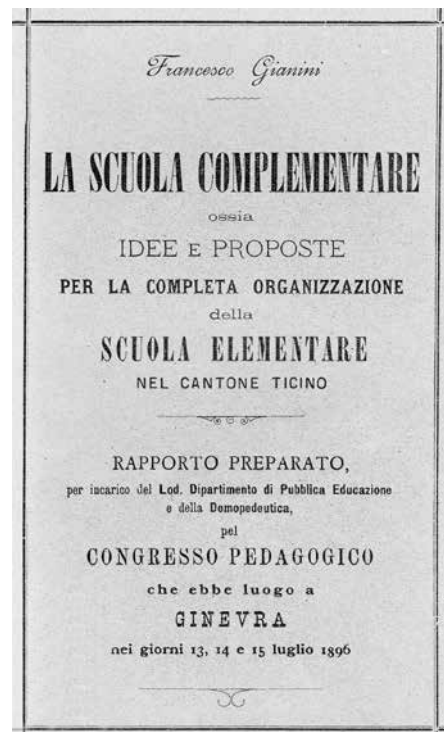 Francesco Gianini
LA SCUOLA COMPLEMENTARE
ossia
IDEE E PROPOSTE
PER LA COMPLETA ORGANIZZAZIONE
della
SCUOLA ELEMENTARE
NEL CANTONE TICINO
RAPPORTO PREPARATO,
per incarico del Lod. Dipartimento di Pubblica Educazione
e della Demopedeutica,
pel
CONGRESSO PEDAGOGICO
che ebbe luogo a
GINEVRA
nei giorni 13, 14 e 15 luglio 1896